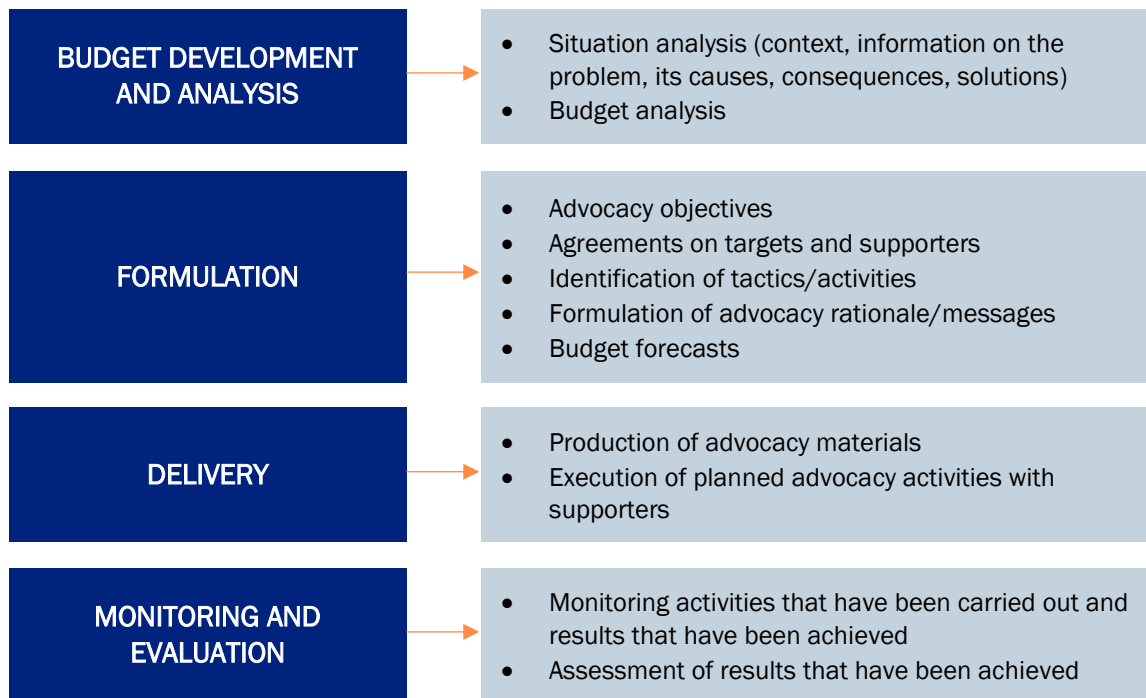 BUDGET DEVELOPMENT
AND ANALYSIS
• Situation analysis (context, information on the
problem, its causes, consequences, solutions)
• Budget analysis
FORMULATION
• Advocacy objectives
• Agreements on targets and supporters
• Identification of tactics/activities
• Formulation of advocacy rationale/messages
• Budget forecasts
DELIVERY
• Production of advocacy materials
• Execution of planned advocacy activities with
supporters
MONITORING AND
EVALUATION
• Monitoring activities that have been carried out and
results that have been achieved
• Assessment of results that have been achieved